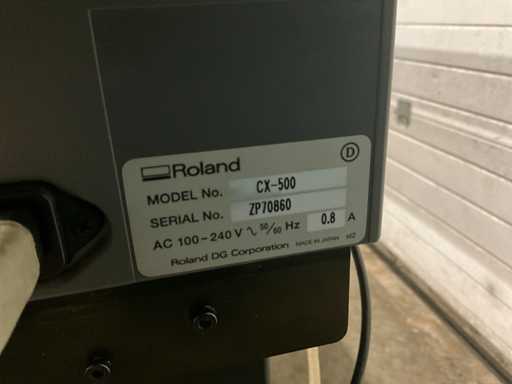 Roland
D
MODEL No. CX-500
SERIAL No. ZP70860
AC 100-240 V ∿ 50/60 Hz 0.8 A
Roland DG Corporation MADE IN JAPAN